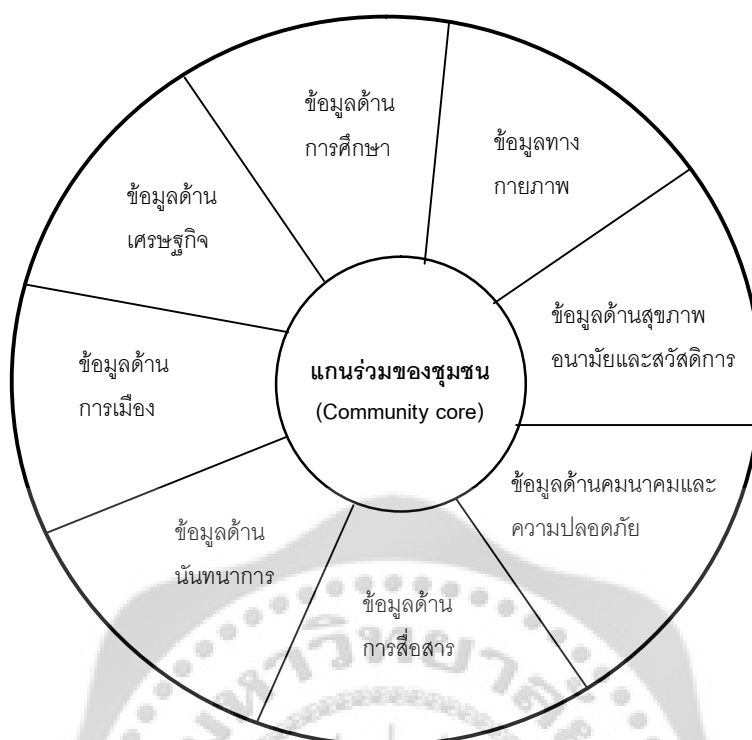 ข้อมูลด้าน
การศึกษา
ข้อมูลทาง
กายภาพ
ข้อมูลด้าน
เศรษฐกิจ
ข้อมูลด้านสุขภาพ
อนามัยและสวัสดิการ
แกนร่วมของชุมชน
(Community core)
ข้อมูลด้าน
การเมือง
ข้อมูลด้านคมนาคมและ
ความปลอดภัย
ข้อมูลด้าน
นันทนาการ
ข้อมูลด้าน
การสื่อสาร